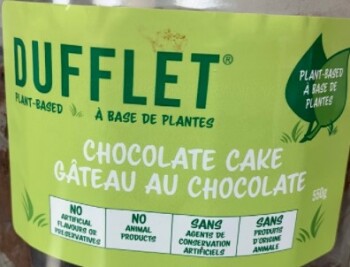 DUFFLET®
PLANT-BASED
À BASE DE PLANTES
PLANT-BASED
À BASE DE
PLANTES
CHOCOLATE CAKE
GÂTEAU AU CHOCOLATE
550g
NO
ARTIFICIAL
FLAVOURS OR
PRESERVATIVES
NO
ANIMAL
PRODUCTS
SANS
AGENTS DE
CONSERVATION
ARTIFICIELS
SANS
PRODUITS
D'ORIGINE
ANIMALE